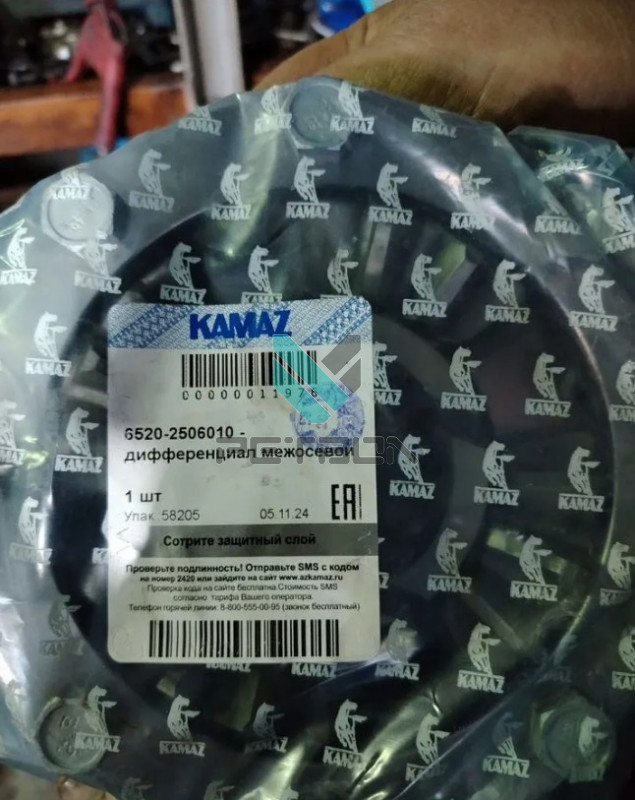 KAMAZ
00000011976
6520-2506010 -
дифференциал межосевой
1 шт
Упак. 58205 05.11.24 EAC
Сотрите защитный слой
Проверьте подлинность! Отправьте SMS с кодом
на номер 2420 или зайдите на сайт www.azkamaz.ru
Проверка кода на сайте бесплатна.Стоимость SMS
согласно тарифа Вашего оператора.
Телефон горячей линии: 8-800-555-00-95 (звонок бесплатный)